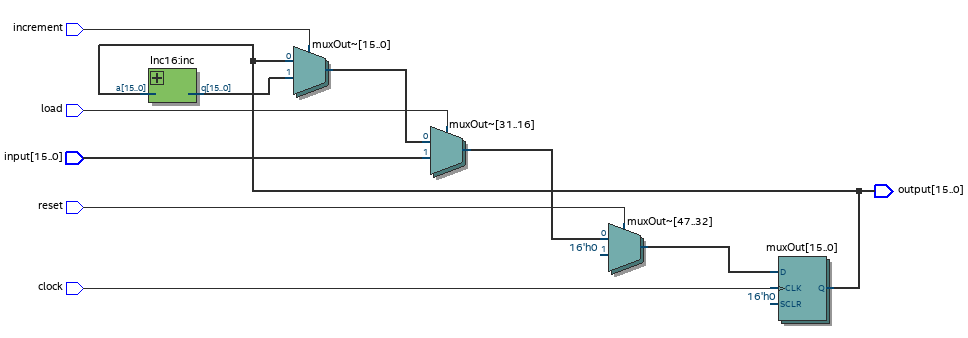 increment
muxOut~[15..0]
Inc16:inc
0
1
a[15..0]
q[15..0]
load
muxOut~[31..16]
0
1
input[15..0]
output[15..0]
reset
muxOut~[47..32]
0
16'h0
1
muxOut[15..0]
D
clock
CLK
Q
16'h0
SCLR